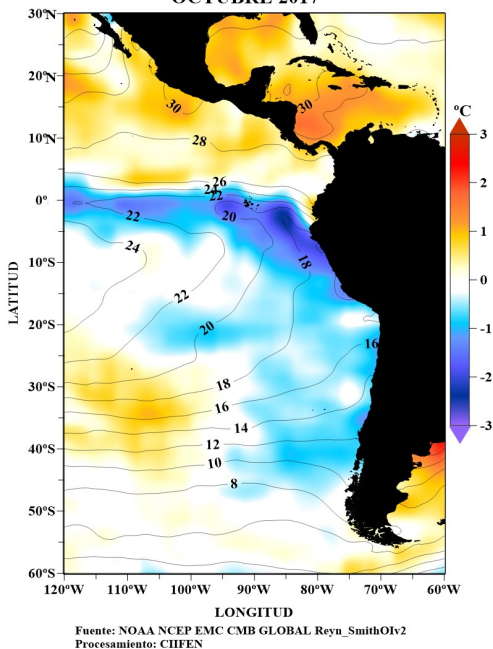 OCTUBRE 2017
30°N
20°N
10°N
0°
10°S
20°S
30°S
40°S
50°S
60°S
LATITUD
120°W 110°W 100°W 90°W 80°W 70°W 60°W
LONGITUD
30
30
28
26
24
22
22
20
24
18
22
20
16
18
16
14
12
10
8
°C
3
2
1
0
-1
-2
-3
Fuente: NOAA NCEP EMC CMB GLOBAL Reyn_SmithOIv2
Procesamiento: CIIFEN